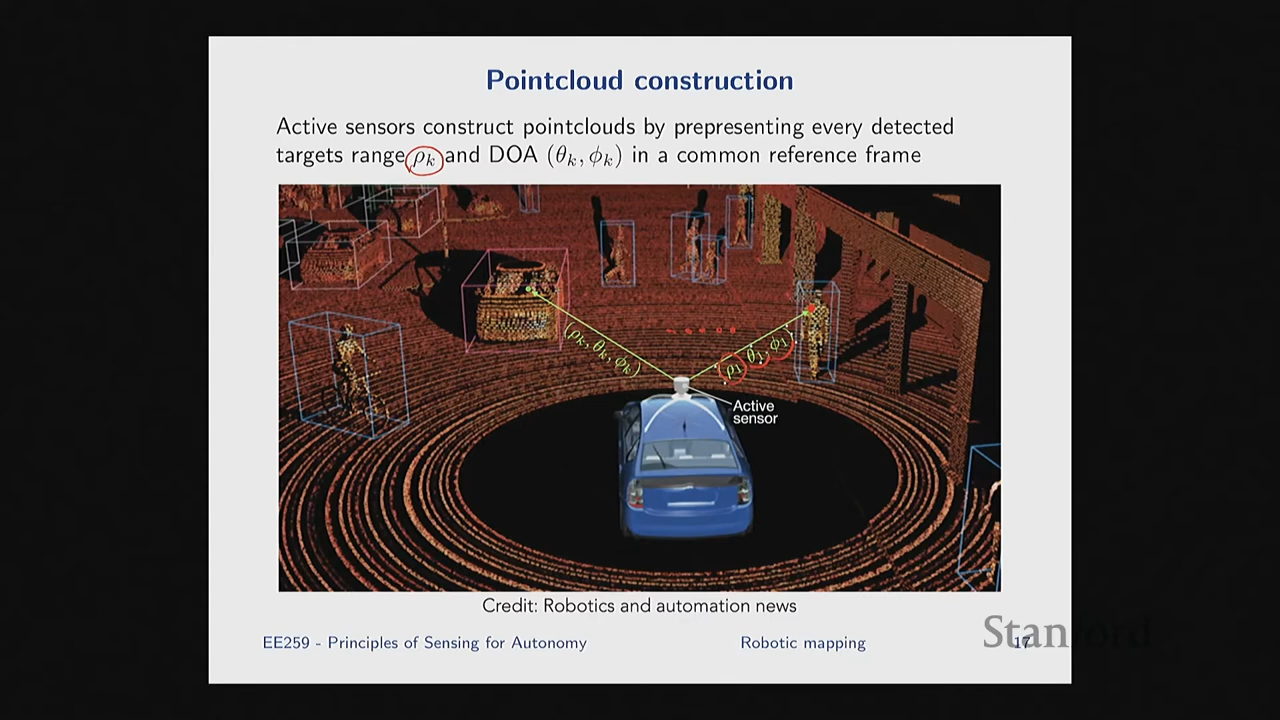 Pointcloud construction
Active sensors construct pointclouds by prepresenting every detected
targets range ρₖ and DOA (θₖ, ϕₖ) in a common reference frame
(ρₖ, θₖ, ϕₖ)
(ρ₁, θ₁, ϕ₁)
Active
sensor
Credit: Robotics and automation news
EE259 - Principles of Sensing for Autonomy
Robotic mapping
17
Stanford